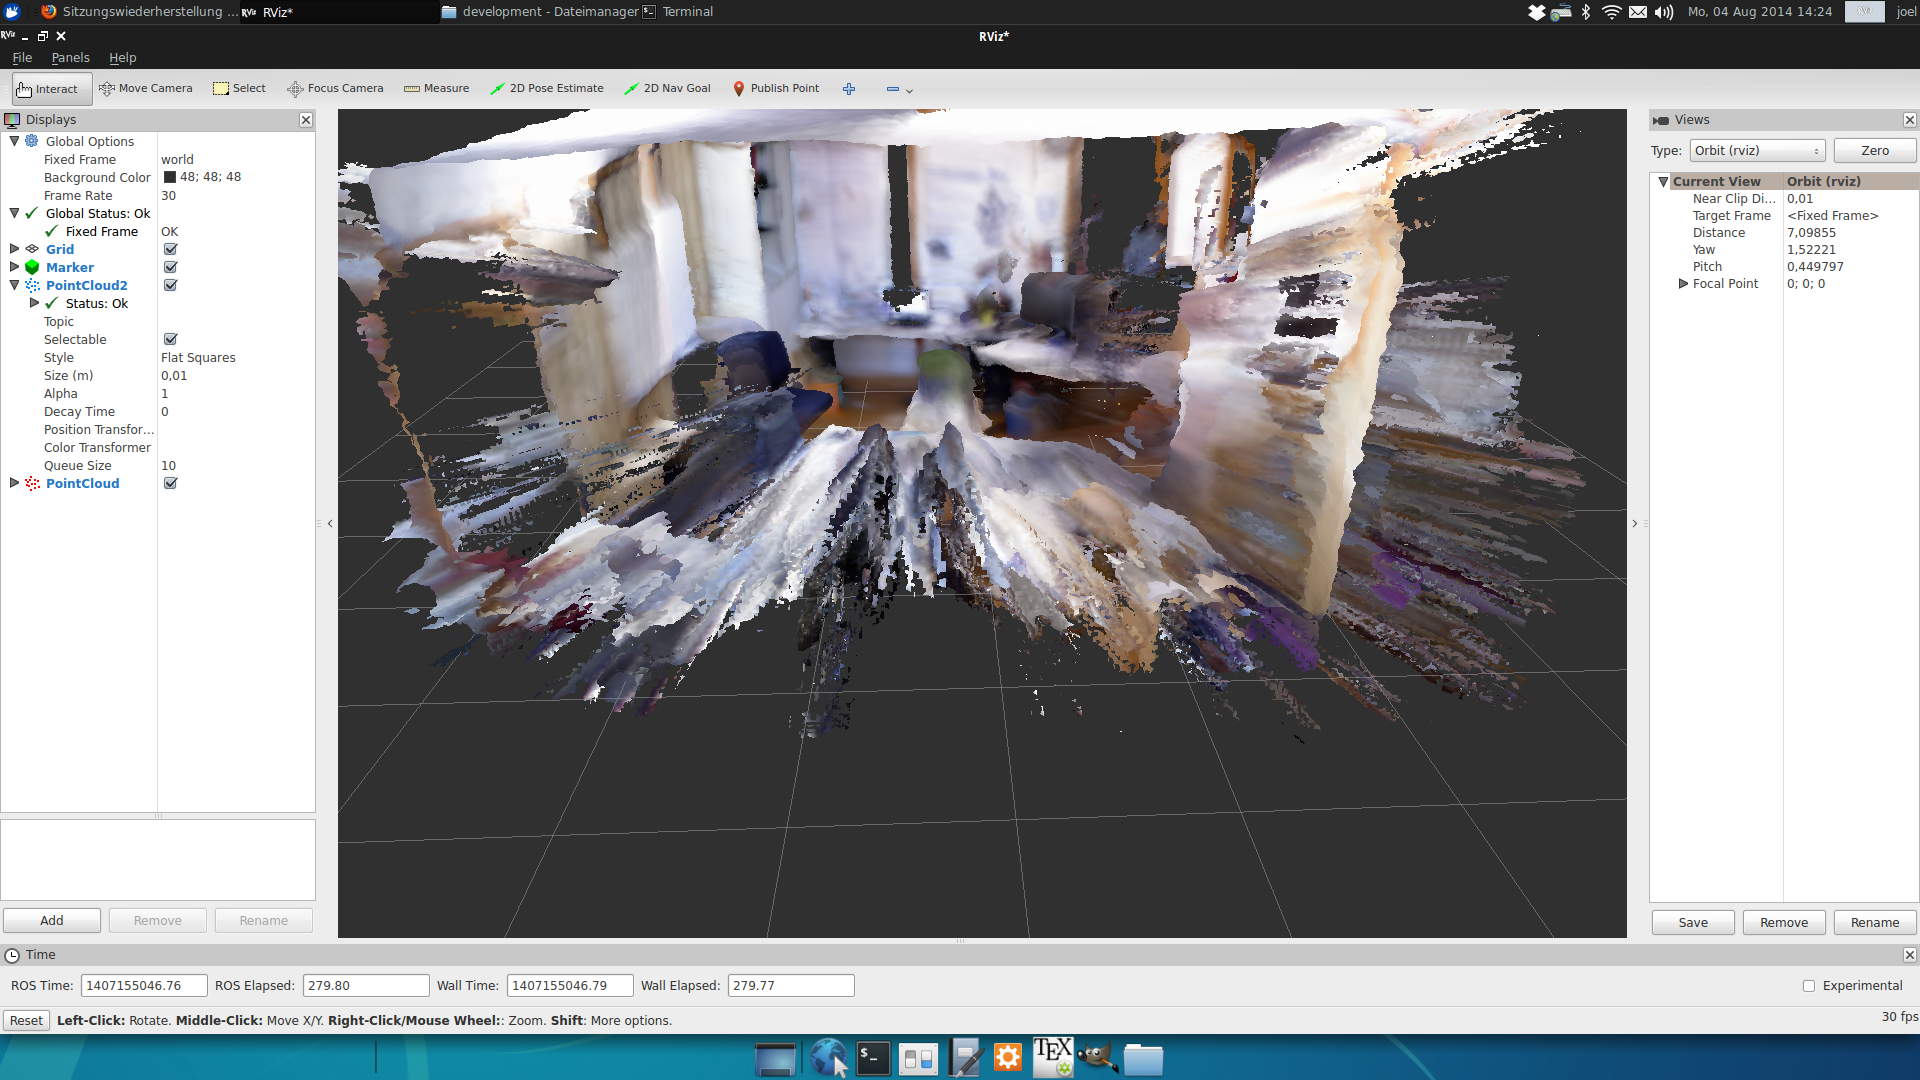 Sitzungswiederherstellung ...
RViz*
development - Dateimanager
Terminal
Mo, 04 Aug 2014 14:24
joel
RViz*
File Panels Help
Interact
Move Camera
Select
Focus Camera
Measure
2D Pose Estimate
2D Nav Goal
Publish Point
Displays
Global Options
Fixed Frame world
Background Color 48; 48; 48
Frame Rate 30
Global Status: Ok
Fixed Frame OK
Grid
Marker
PointCloud2
Status: Ok
Topic
Selectable
Style Flat Squares
Size (m) 0,01
Alpha 1
Decay Time 0
Position Transfor...
Color Transformer
Queue Size 10
PointCloud
Add Remove Rename
Views
Type: Orbit (rviz) Zero
Current View Orbit (rviz)
Near Clip Di... 0,01
Target Frame <Fixed Frame>
Distance 7,09855
Yaw 1,52221
Pitch 0,449797
Focal Point 0; 0; 0
Save Remove Rename
Time
ROS Time: 1407155046.76 ROS Elapsed: 279.80 Wall Time: 1407155046.79 Wall Elapsed: 279.77 Experimental
Reset Left-Click: Rotate. Middle-Click: Move X/Y. Right-Click/Mouse Wheel:: Zoom. Shift: More options. 30 fps
TEX